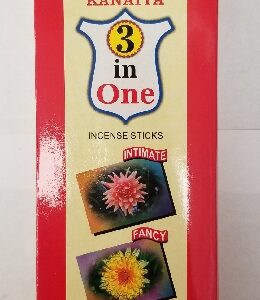 KANAIYA
3
in
One
INCENSE STICKS
INTIMATE
FANCY